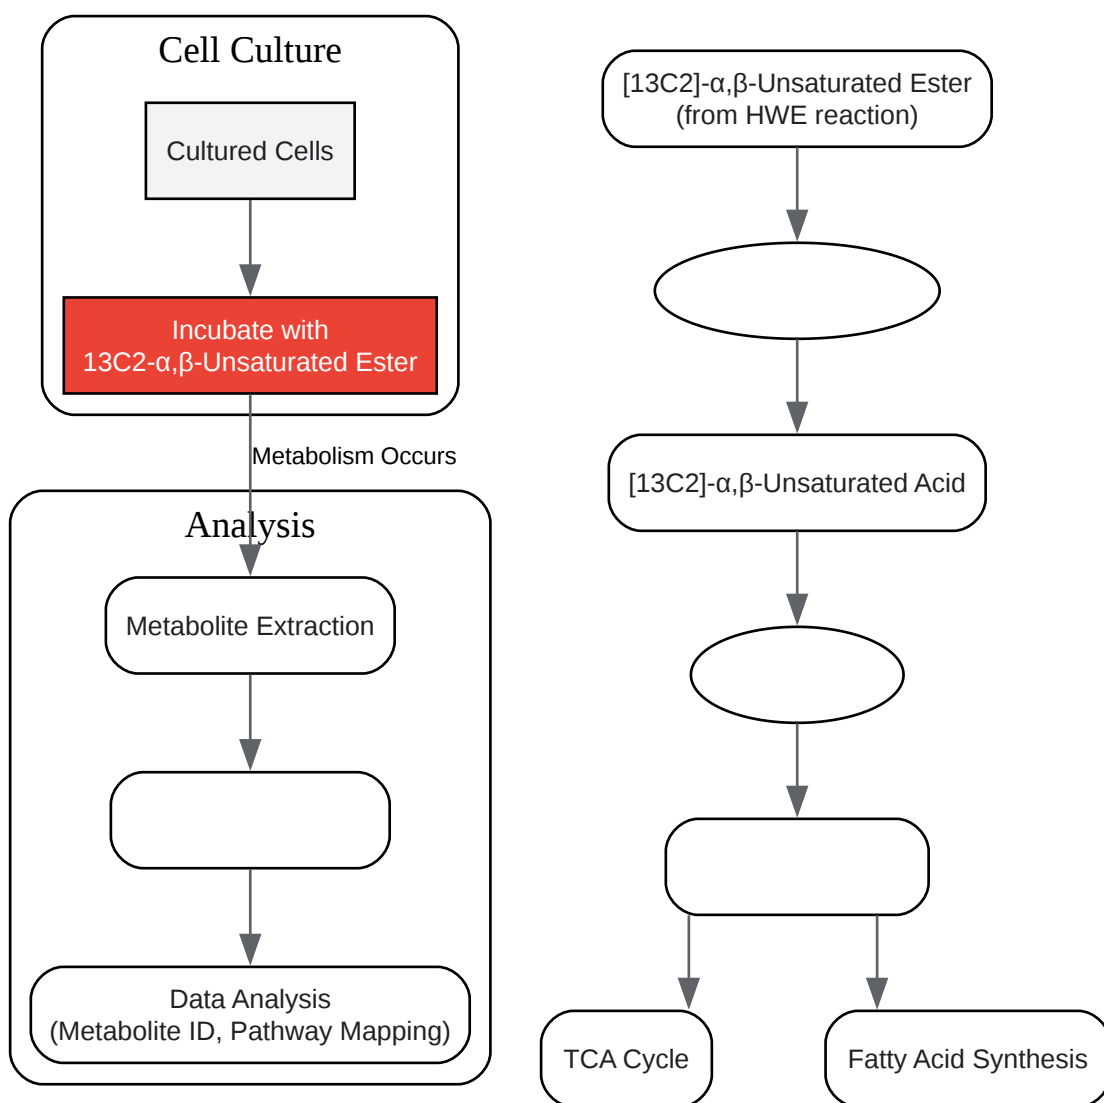 Cell Culture
Cultured Cells
Incubate with
13C2-α,β-Unsaturated Ester
Metabolism Occurs
Analysis
Metabolite Extraction
Data Analysis
(Metabolite ID, Pathway Mapping)
[13C2]-α,β-Unsaturated Ester
(from HWE reaction)
[13C2]-α,β-Unsaturated Acid
TCA Cycle
Fatty Acid Synthesis